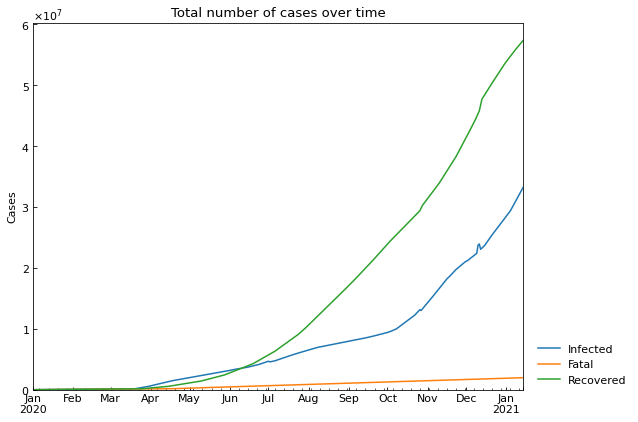 Total number of cases over time
×10⁷
6
5
4
3
2
1
0
Cases
Jan Feb Mar Apr May Jun Jul Aug Sep Oct Nov Dec Jan
2020 2021
Infected
Fatal
Recovered